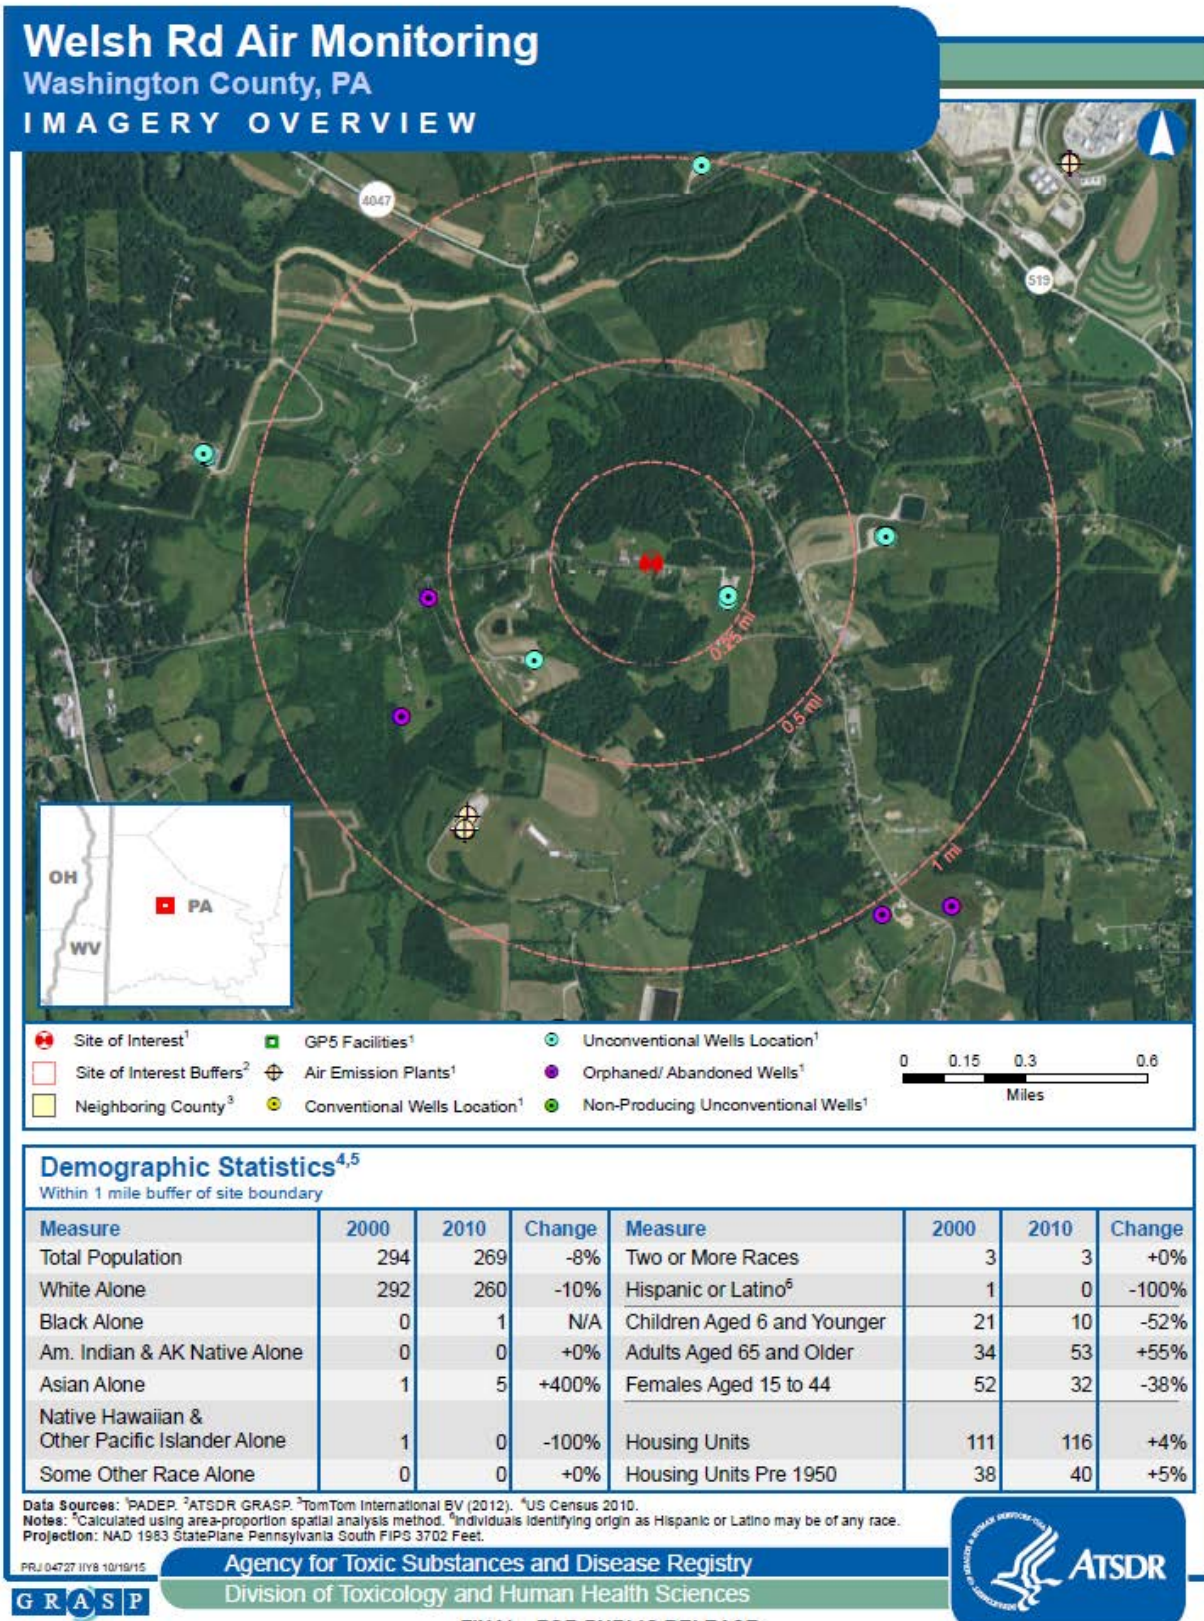 Welsh Rd Air Monitoring
Washington County, PA
IMAGERY OVERVIEW
4047
519
0.25 mi
0.5 mi
1 mi
OH
PA
WV
Site of Interest¹
GP5 Facilities¹
Unconventional Wells Location¹
Site of Interest Buffers²
Air Emission Plants¹
Orphaned/ Abandoned Wells¹
Neighboring County³
Conventional Wells Location¹
Non-Producing Unconventional Wells¹
0 0.15 0.3 0.6
Miles
Demographic Statistics⁴,⁵
Within 1 mile buffer of site boundary
Measure 2000 2010 Change Measure 2000 2010 Change
Total Population 294 269 -8% Two or More Races 3 3 +0%
White Alone 292 260 -10% Hispanic or Latino⁶ 1 0 -100%
Black Alone 0 1 N/A Children Aged 6 and Younger 21 10 -52%
Am. Indian & AK Native Alone 0 0 +0% Adults Aged 65 and Older 34 53 +55%
Asian Alone 1 5 +400% Females Aged 15 to 44 52 32 -38%
Native Hawaiian &
Other Pacific Islander Alone 1 0 -100% Housing Units 111 116 +4%
Some Other Race Alone 0 0 +0% Housing Units Pre 1950 38 40 +5%
Data Sources: ¹PADEP. ²ATSDR GRASP. ³TomTom International BV (2012). ⁴US Census 2010.
Notes: ⁵Calculated using area-proportion spatial analysis method. ⁶Individuals identifying origin as Hispanic or Latino may be of any race.
Projection: NAD 1983 StatePlane Pennsylvania South FIPS 3702 Feet.
PRJ 04727 IIY8 10/19/15
Agency for Toxic Substances and Disease Registry
Division of Toxicology and Human Health Sciences
GRASP
ATSDR